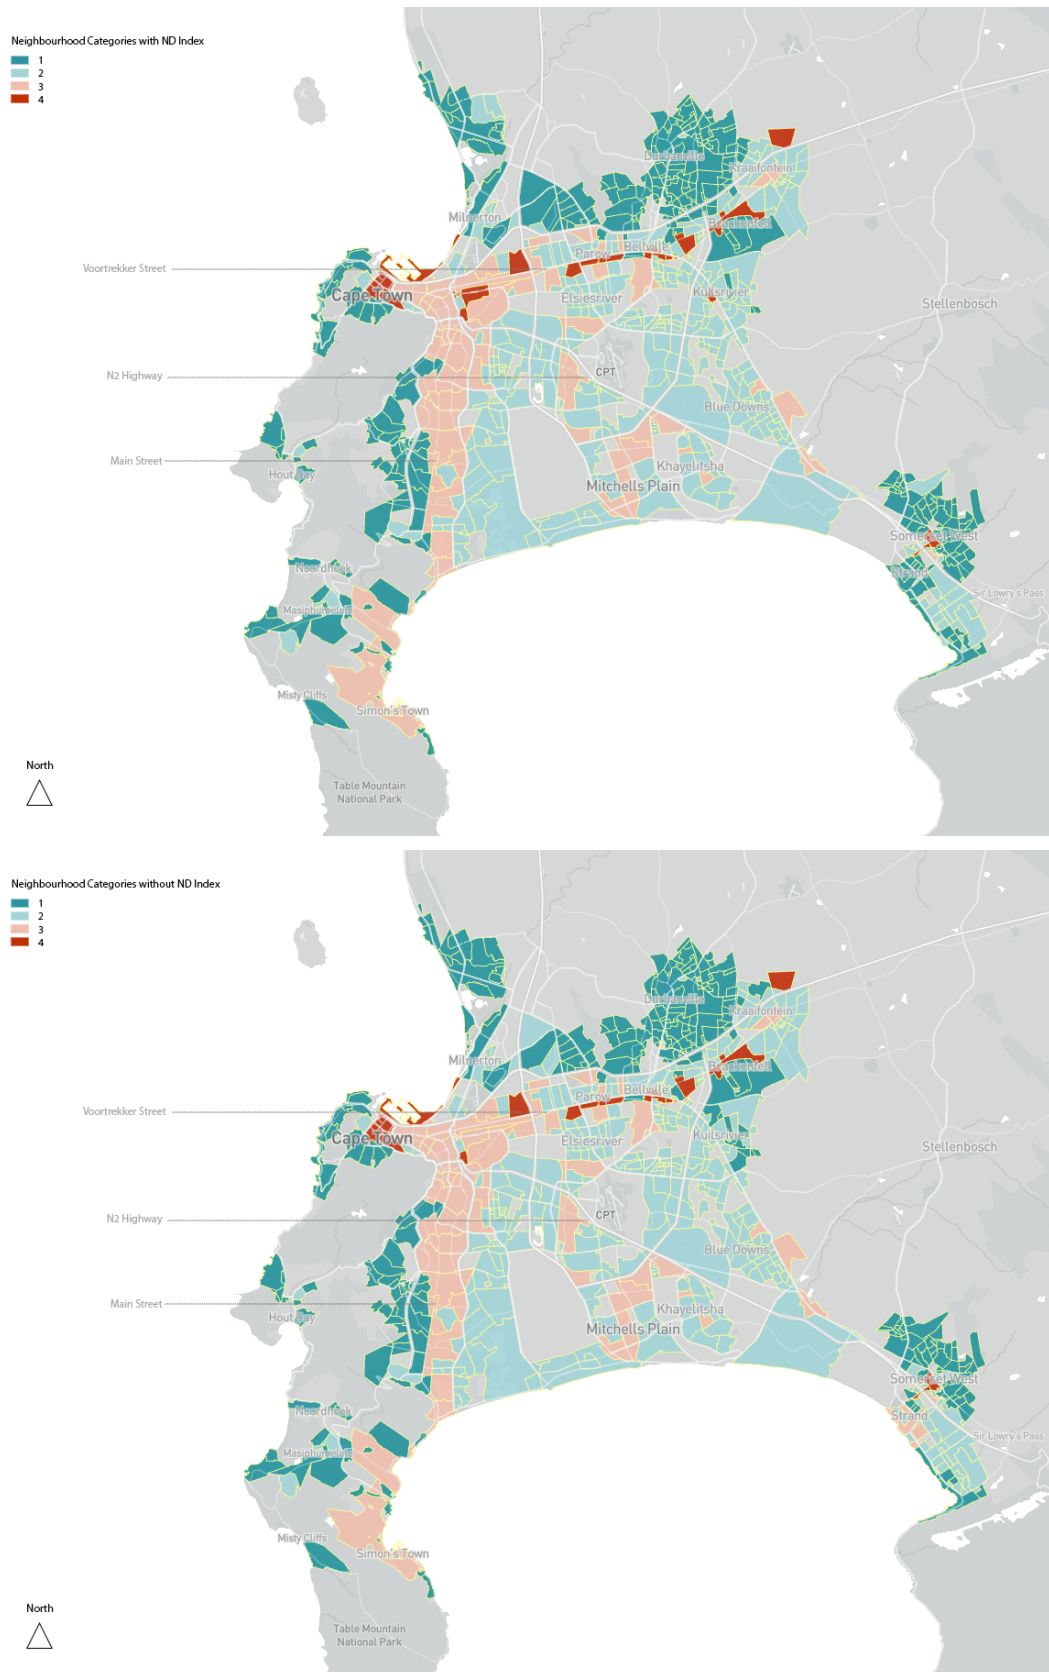 Neighbourhood Categories with ND Index
1
2
3
4
Durbanville
Kraaifontein
Milnerton
Brackenfell
Bellville
Parow
Voortrekker Street
Cape Town
Elsiesrivier
Kuilsrivier
Stellenbosch
N2 Highway
CPT
Blue Downs
Main Street
Khayelitsha
Hout Bay
Mitchells Plain
Somerset West
Noordhoek
Strand
Sir Lowry's Pass
Masiphumelele
Misty Cliffs
Simon's Town
North
Table Mountain
National Park
Neighbourhood Categories without ND Index
1
2
3
4
Durbanville
Kraaifontein
Milnerton
Brackenfell
Bellville
Parow
Voortrekker Street
Cape Town
Elsiesriver
Kuilsrivier
Stellenbosch
N2 Highway
CPT
Blue Downs
Main Street
Khayelitsha
Hout Bay
Mitchells Plain
Somerset West
Noordhoek
Strand
Sir Lowry's Pass
Masiphumelele
Misty Cliffs
Simon's Town
North
Table Mountain
National Park